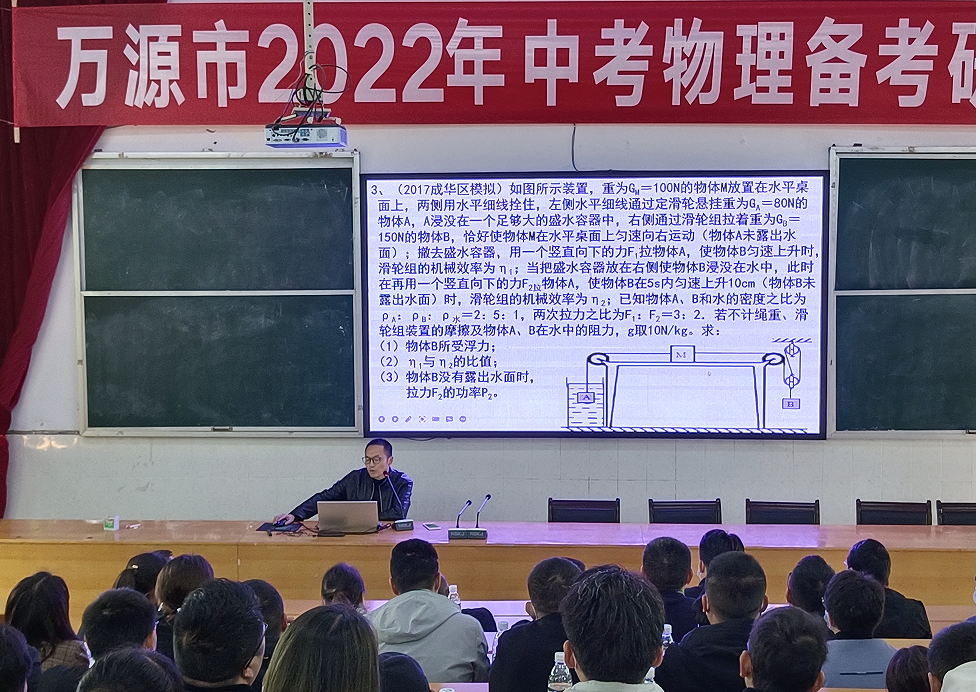 万源市2022年中考物理备考研
3、（2017成华区模拟）如图所示装置，重为GM＝100N的物体M放置在水平桌
面上，两侧用水平细线拴住，左侧水平细线通过定滑轮悬挂重为GA＝80N的
物体A，A浸没在一个足够大的盛水容器中，右侧通过滑轮组拉着重为GB＝
150N的物体B，恰好使物体M在水平桌面上匀速向右运动（物体A未露出水
面）；撤去盛水容器，用一个竖直向下的力F1拉物体A，使物体B匀速上升时，
滑轮组的机械效率为η1；当把盛水容器放在右侧使物体B浸没在水中，此时
在再用一个竖直向下的力F2拉物体A，使物体B在5s内匀速上升10cm（物体B未
露出水面）时，滑轮组的机械效率为η2；已知物体A、B和水的密度之比为
ρA：ρB：ρ水＝2：5：1，两次拉力之比为F1：F2＝3：2．若不计绳重、滑
轮组装置的摩擦及物体A、B在水中的阻力，g取10N/kg。求：
（1）物体B所受浮力；
（2）η1与η2的比值；
（3）物体B没有露出水面时，
拉力F2的功率P2。
M
A
B